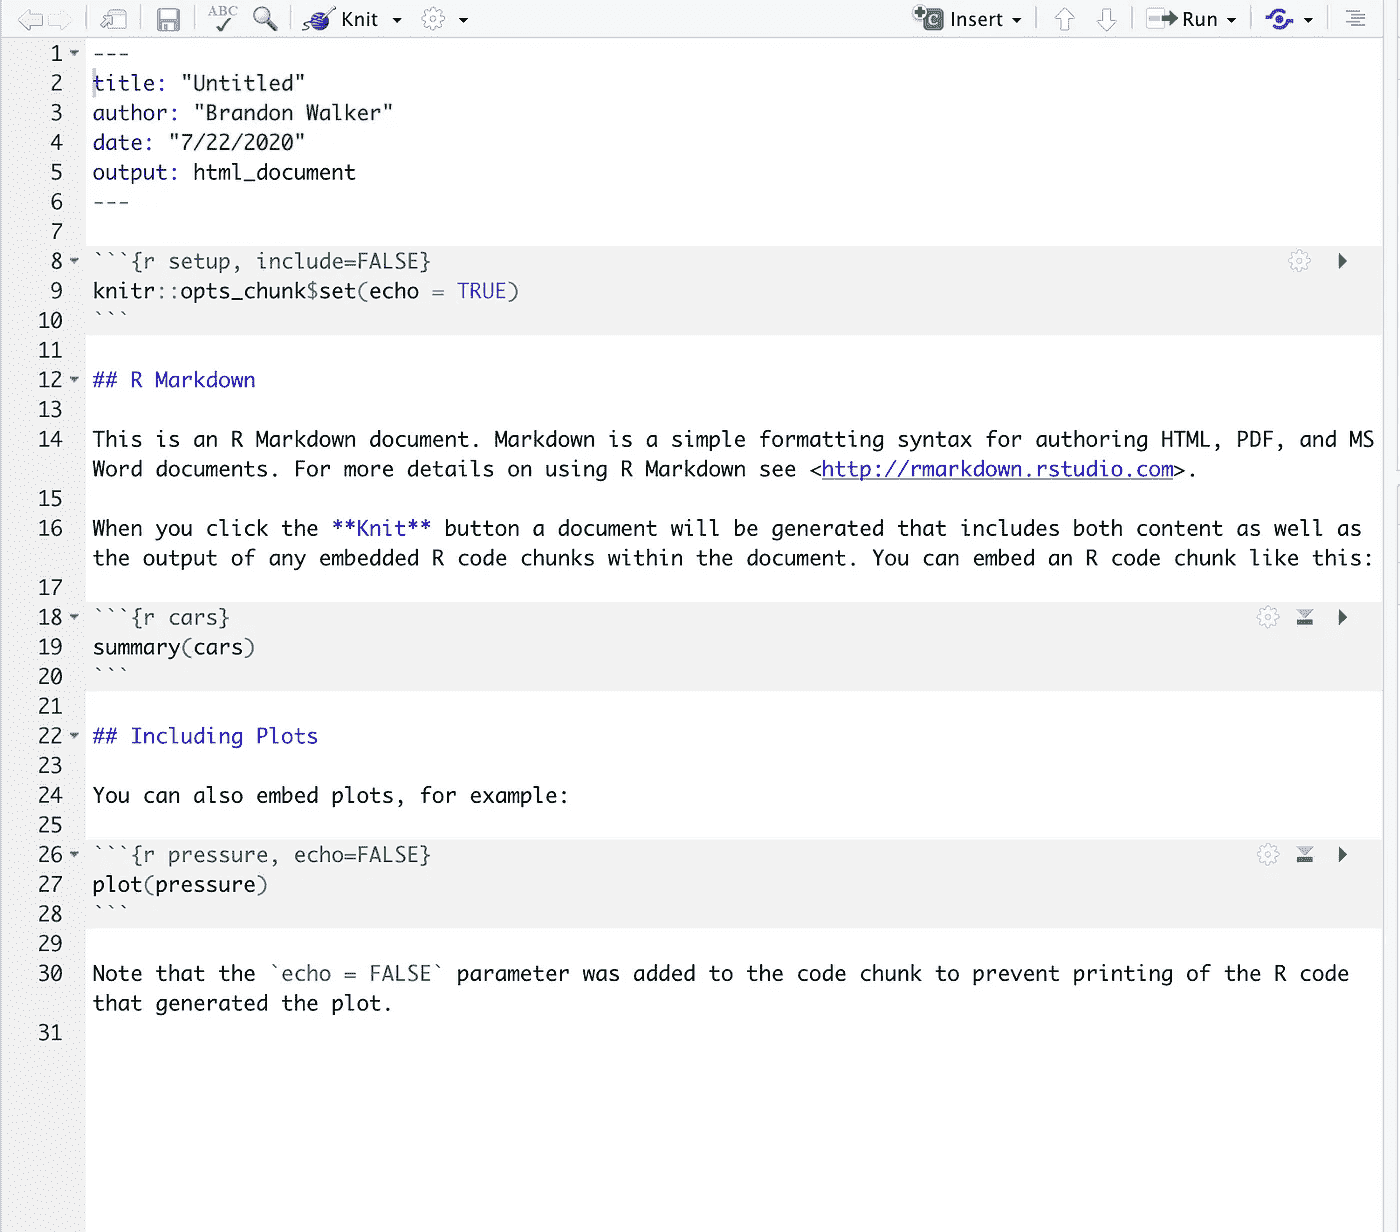 ABC Knit Insert Run
1 ---
2 title: "Untitled"
3 author: "Brandon Walker"
4 date: "7/22/2020"
5 output: html_document
6 ---
7
8 ```{r setup, include=FALSE}
9 knitr::opts_chunk$set(echo = TRUE)
10 ```
11
12 ## R Markdown
13
14 This is an R Markdown document. Markdown is a simple formatting syntax for authoring HTML, PDF, and MS
Word documents. For more details on using R Markdown see <http://rmarkdown.rstudio.com>.
15
16 When you click the **Knit** button a document will be generated that includes both content as well as
the output of any embedded R code chunks within the document. You can embed an R code chunk like this:
17
18 ```{r cars}
19 summary(cars)
20 ```
21
22 ## Including Plots
23
24 You can also embed plots, for example:
25
26 ```{r pressure, echo=FALSE}
27 plot(pressure)
28 ```
29
30 Note that the `echo = FALSE` parameter was added to the code chunk to prevent printing of the R code
that generated the plot.
31